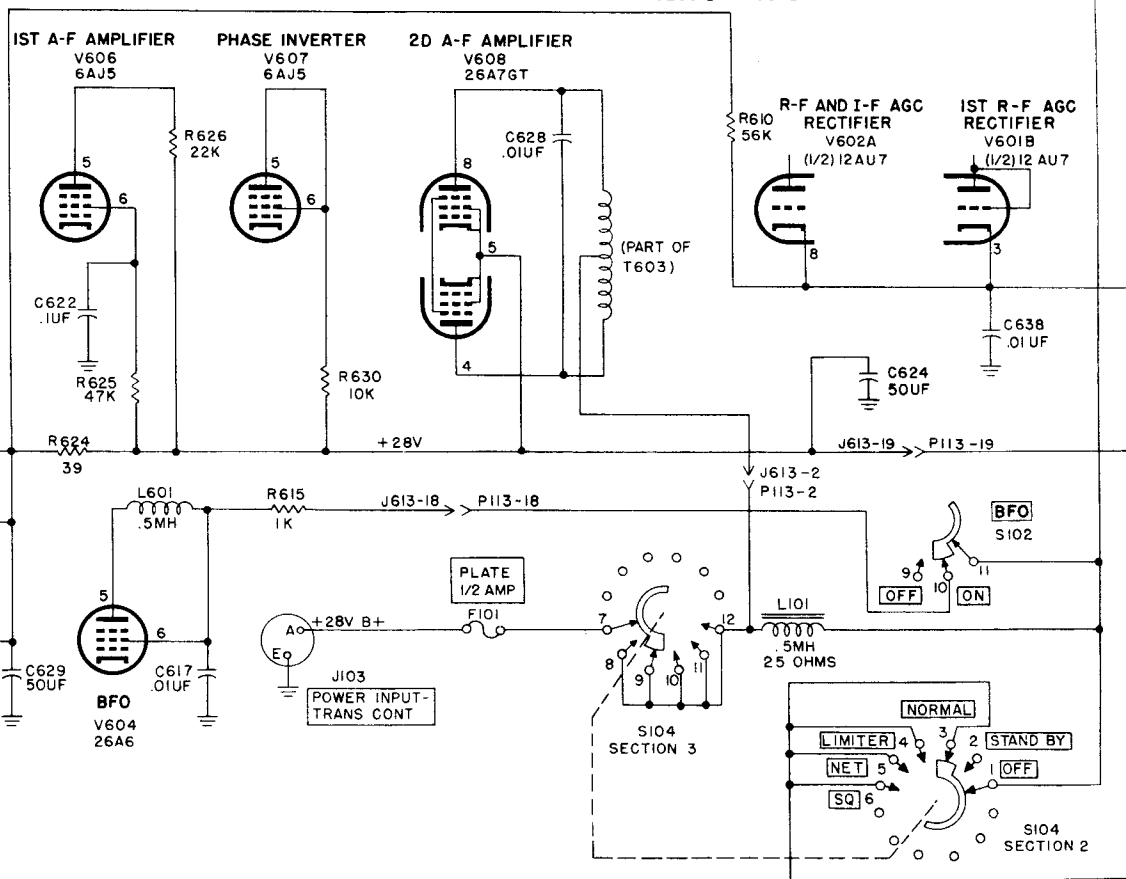 IST A-F AMPLIFIER
V606
6AJ5
PHASE INVERTER
V607
6AJ5
2D A-F AMPLIFIER
V608
26A7GT
R-F AND I-F AGC
RECTIFIER
V602A
(1/2) 12AU7
IST R-F AGC
RECTIFIER
V601B
(1/2) 12AU7
R626
22K
C628
.01UF
R610
56K
5
6
5
6
8
5
4
8
3
(PART OF
T603)
C622
.1UF
R625
47K
R630
10K
C638
.01UF
C624
50UF
R624
39
+28V
J613-19
P113-19
J613-2
P113-2
L601
.5MH
R615
1K
J613-18
P113-18
BFO
S102
9
10
11
OFF
ON
5
6
C629
50UF
C617
.01UF
BFO
V604
26A6
A
E
+28V B+
J103
POWER INPUT-
TRANS CONT
PLATE
1/2 AMP
F101
7
8
9
10
11
12
S104
SECTION 3
L101
.5MH
25 OHMS
NORMAL
LIMITER 4
3
2 STAND BY
NET 5
1 OFF
SQ 6
S104
SECTION 2